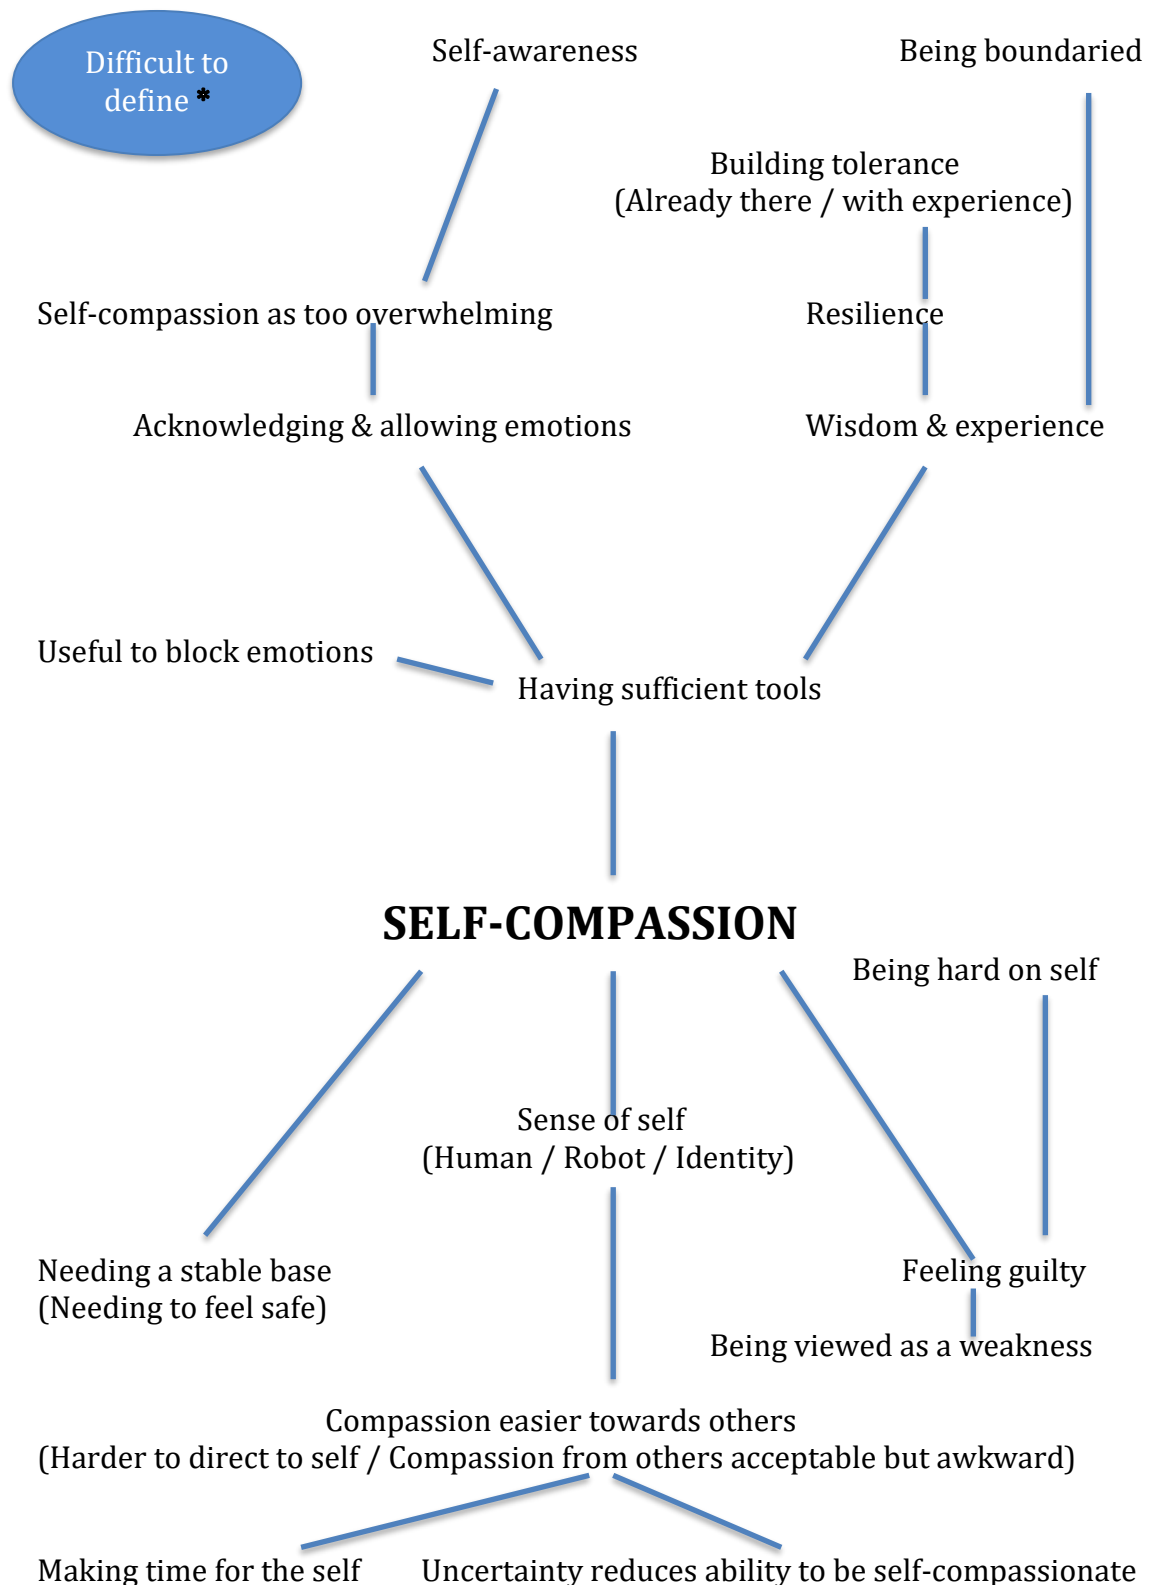 Difficult to
define *
Self-awareness
Being boundaried
Building tolerance
(Already there / with experience)
Self-compassion as too overwhelming
Resilience
Acknowledging & allowing emotions
Wisdom & experience
Useful to block emotions
Having sufficient tools
SELF-COMPASSION
Being hard on self
Sense of self
(Human / Robot / Identity)
Needing a stable base
(Needing to feel safe)
Feeling guilty
Being viewed as a weakness
Compassion easier towards others
(Harder to direct to self / Compassion from others acceptable but awkward)
Making time for the self
Uncertainty reduces ability to be self-compassionate